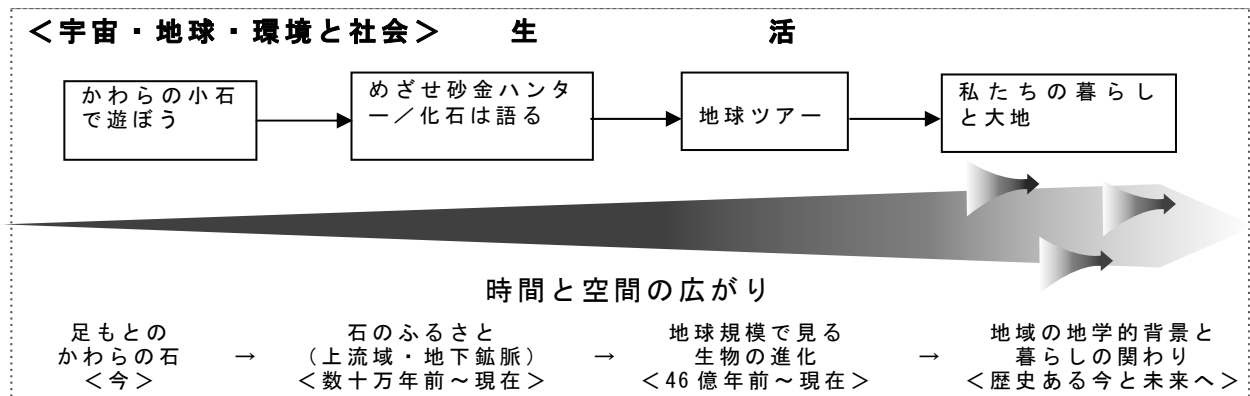 ＜宇宙・地球・環境と社会＞ 生 活
かわらの小石
で遊ぼう
めざせ砂金ハンタ
ー／化石は語る
地球ツアー
私たちの暮らし
と大地
時間と空間の広がり
足もとの
かわらの石
＜今＞
→
石のふるさと
（上流域・地下鉱脈）
＜数十万年前～現在＞
→
地球規模で見る
生物の進化
＜46億年前～現在＞
→
地域の地学的背景と
暮らしの関わり
＜歴史ある今と未来へ＞